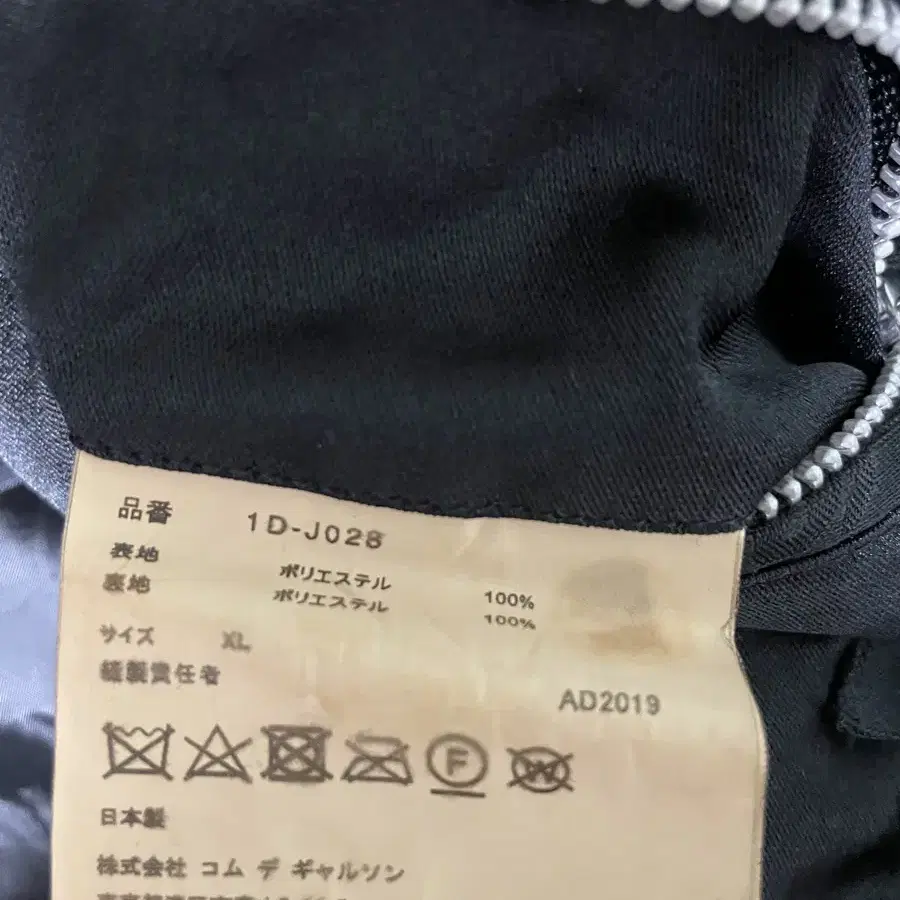 品番 1D-J028
表地 ポリエステル 100%
裏地 ポリエステル 100%
サイズ XL
縫製責任者
AD2019
F
W
日本製
株式会社 コム デ ギャルソン